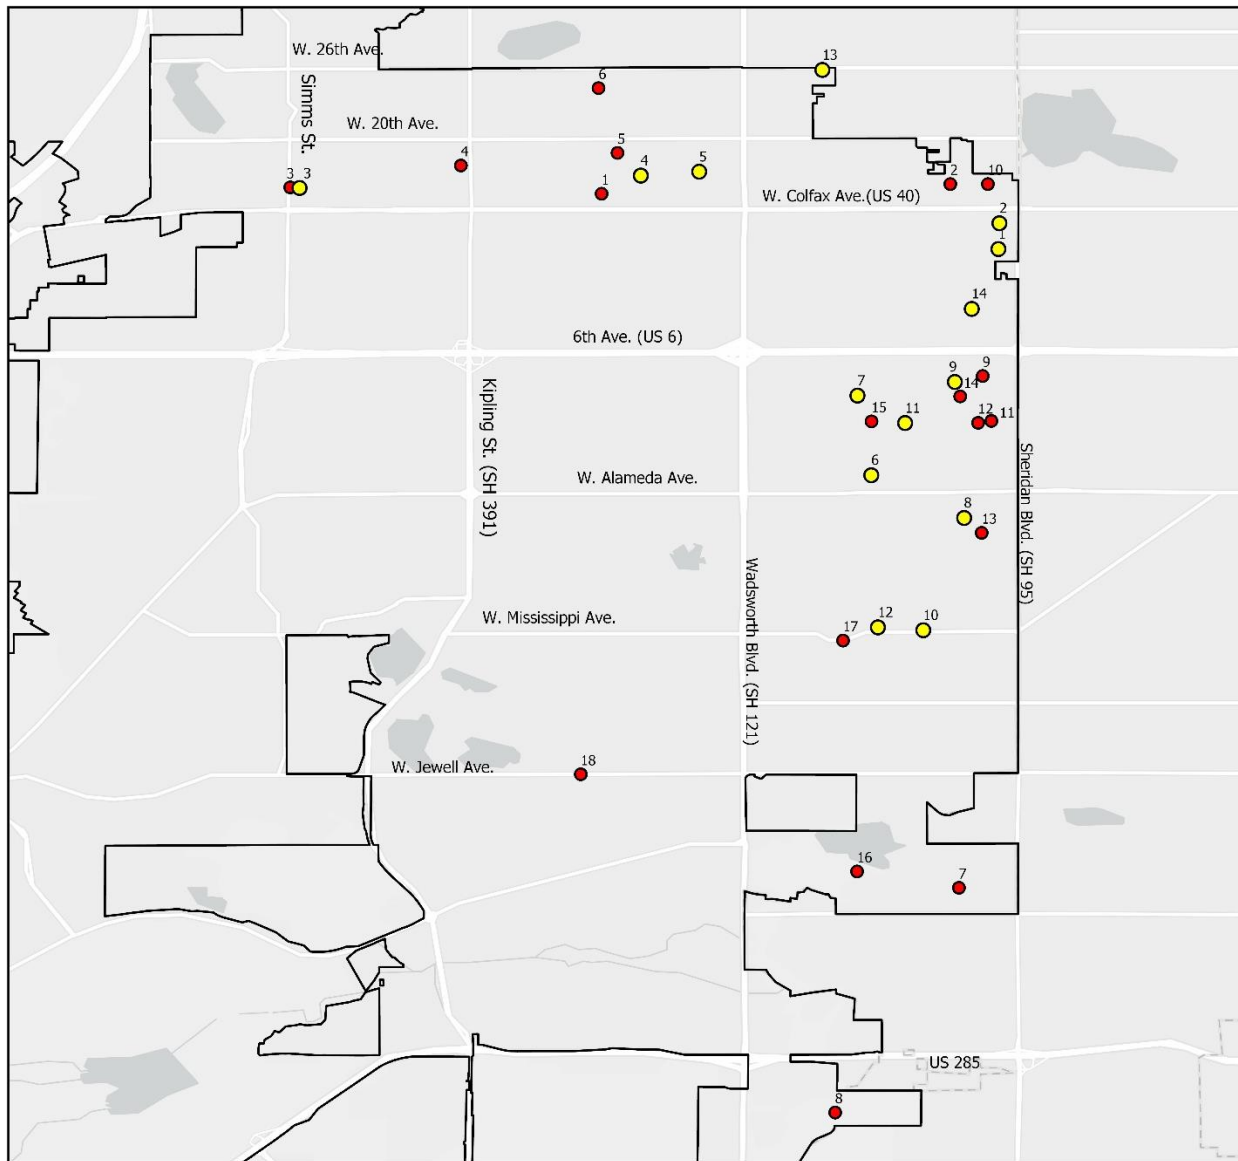 W. 26th Ave.
13
6
Simms St.
W. 20th Ave.
5
4
4
5
3
3
1
2
10
W. Colfax Ave.(US 40)
2
1
14
6th Ave. (US 6)
9
9
7
14
15
11
12
11
Kipling St. (SH 391)
6
W. Alameda Ave.
Sheridan Blvd. (SH 95)
8
13
Wadsworth Blvd. (SH 121)
W. Mississippi Ave.
12
10
17
W. Jewell Ave.
18
16
7
US 285
8